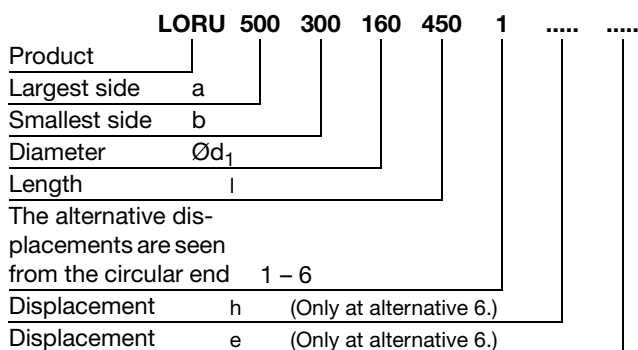 LORU 500 300 160 450 1 ..... .....
Product
Largest side a
Smallest side b
Diameter Ød₁
Length l
The alternative dis-
placements are seen
from the circular end 1 – 6
Displacement h (Only at alternative 6.)
Displacement e (Only at alternative 6.)